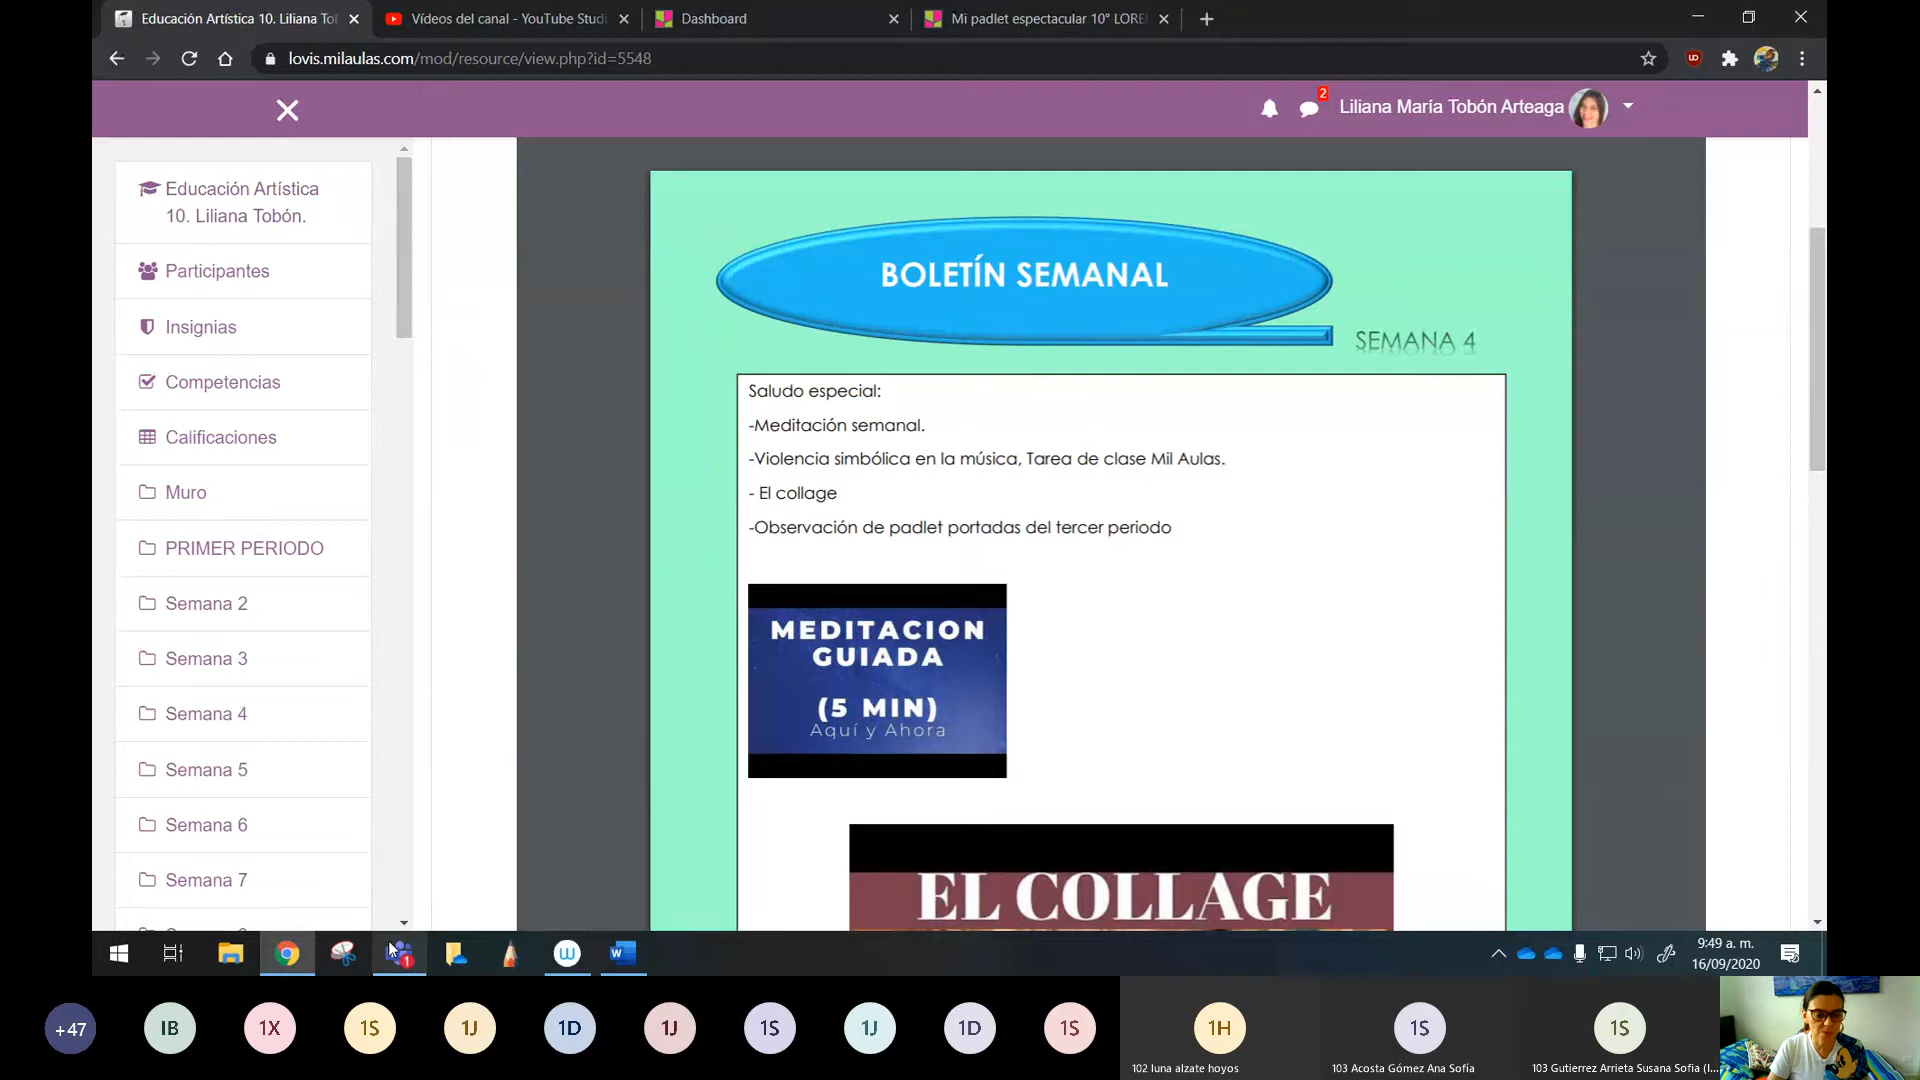 Educación Artística 10. Liliana To
Vídeos del canal - YouTube Studi
Dashboard
Mi padlet espectacular 10° LORE
lovis.milaulas.com/mod/resource/view.php?id=5548
2
Liliana María Tobón Arteaga
Educación Artística
10. Liliana Tobón.
Participantes
Insignias
Competencias
Calificaciones
Muro
PRIMER PERIODO
Semana 2
Semana 3
Semana 4
Semana 5
Semana 6
Semana 7
BOLETÍN SEMANAL
SEMANA 4
Saludo especial:
-Meditación semanal.
-Violencia simbólica en la música, Tarea de clase Mil Aulas.
- El collage
-Observación de padlet portadas del tercer periodo
MEDITACION
GUIADA
(5 MIN)
Aquí y Ahora
EL COLLAGE
1
9:49 a. m.
16/09/2020
+47
IB
1X
1S
1J
1D
1J
1S
1J
1D
1S
1H
1S
1S
102 luna alzate hoyos
103 Acosta Gómez Ana Sofía
103 Gutierrez Arrieta Susana Sofia (I...